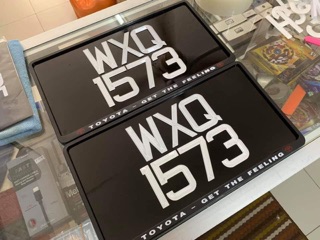 WXQ
1573
TOYOTA - GET THE FEELING
WXQ
1573
TOYOTA - GET THE FEELING